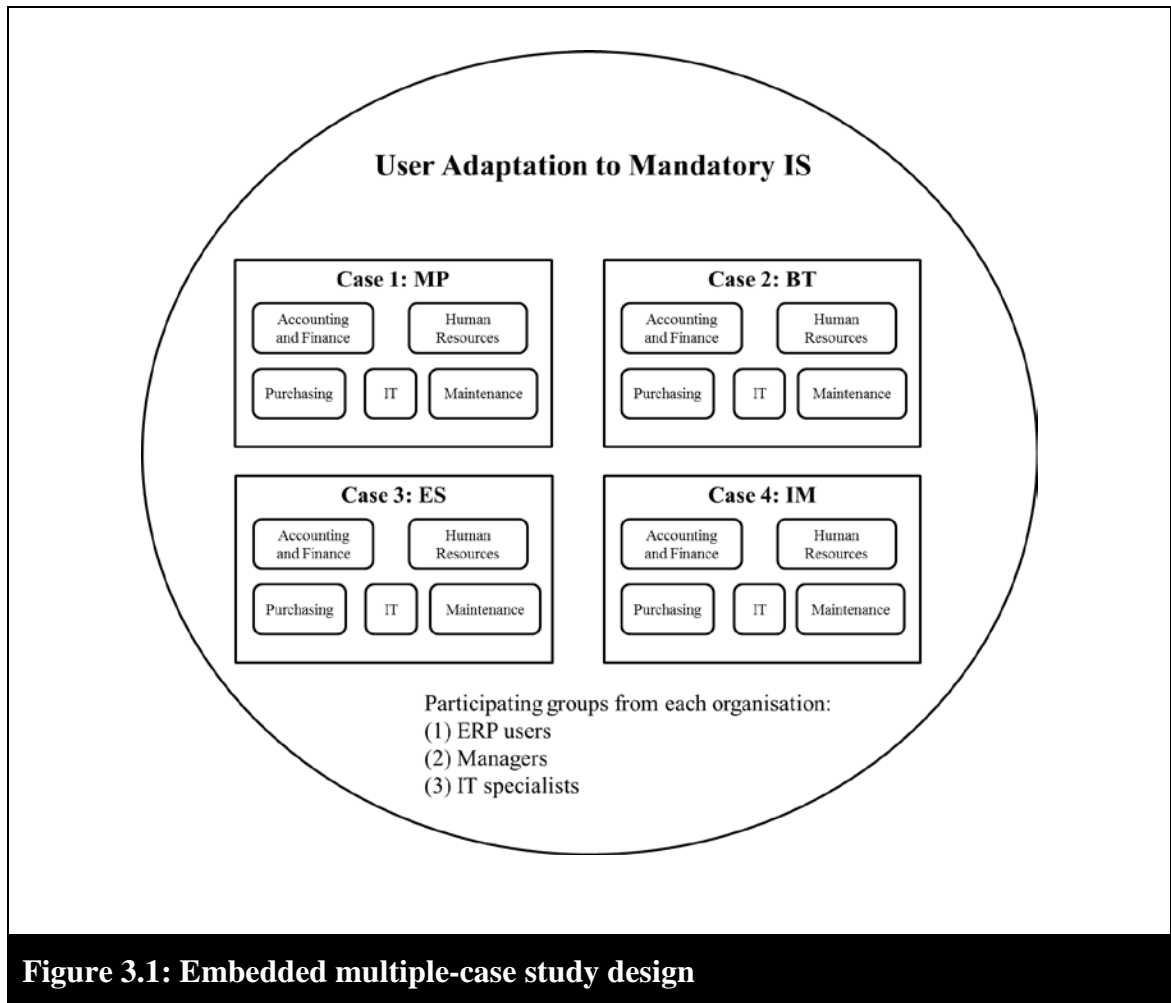 User Adaptation to Mandatory IS
Case 1: MP
Accounting
and Finance
Human
Resources
Purchasing
IT
Maintenance
Case 2: BT
Accounting
and Finance
Human
Resources
Purchasing
IT
Maintenance
Case 3: ES
Accounting
and Finance
Human
Resources
Purchasing
IT
Maintenance
Case 4: IM
Accounting
and Finance
Human
Resources
Purchasing
IT
Maintenance
Participating groups from each organisation:
(1) ERP users
(2) Managers
(3) IT specialists
Figure 3.1: Embedded multiple-case study design